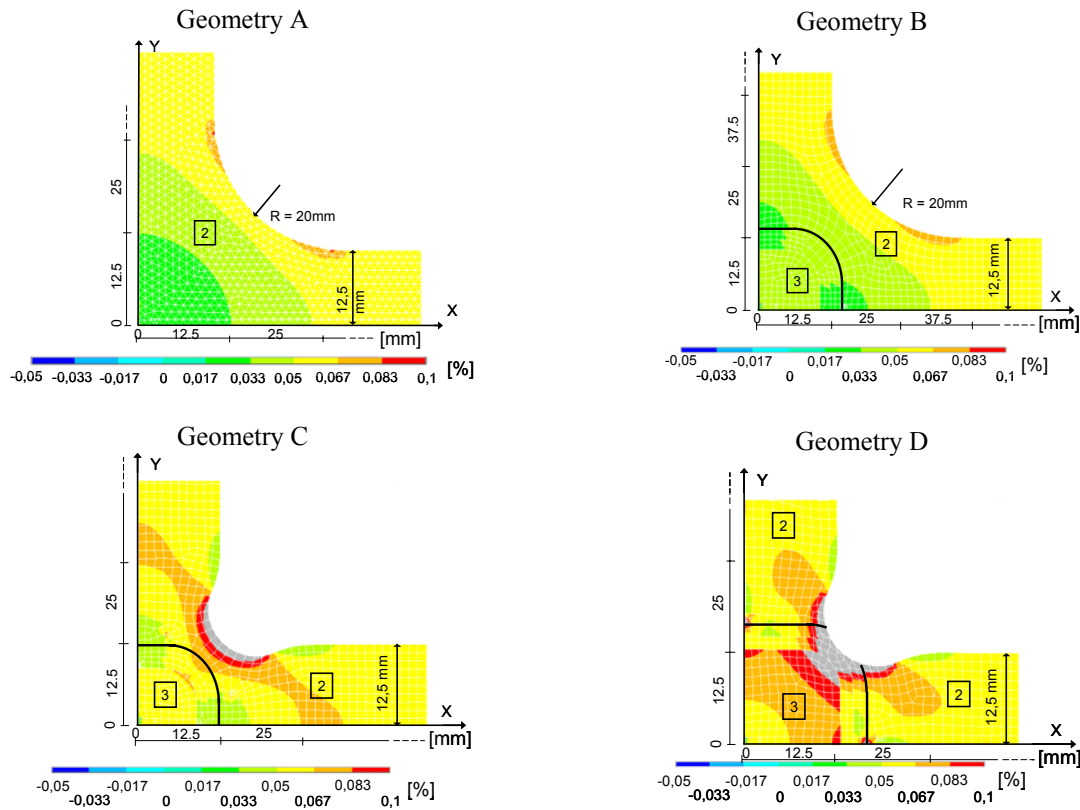 Geometry A
Y
25
12.5
0
2
R = 20mm
12,5 mm
X
0 12.5 25 [mm]
-0,05 -0,033 -0,017 0 0,017 0,033 0,05 0,067 0,083 0,1 [%]
Geometry B
Y
37.5
25
12.5
0
R = 20mm
2
3
12,5 mm
X
0 12.5 25 37.5 [mm]
-0,05 -0,033 -0,017 0 0,017 0,033 0,05 0,067 0,083 0,1 [%]
Geometry C
Y
25
12.5
0
3
2
12,5 mm
X
0 12.5 25 [mm]
-0,05 -0,033 -0,017 0 0,017 0,033 0,05 0,067 0,083 0,1 [%]
Geometry D
Y
2
25
12.5
0
3
2
12,5 mm
X
0 12.5 25 [mm]
-0,05 -0,033 -0,017 0 0,017 0,033 0,05 0,067 0,083 0,1 [%]